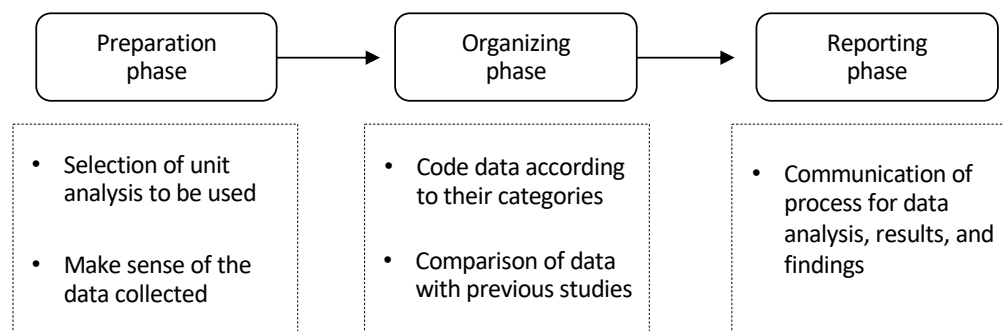 Preparation
phase
Organizing
phase
Reporting
phase
• Selection of unit
analysis to be used
• Make sense of the
data collected
• Code data according
to their categories
• Comparison of data
with previous studies
• Communication of
process for data
analysis, results, and
findings